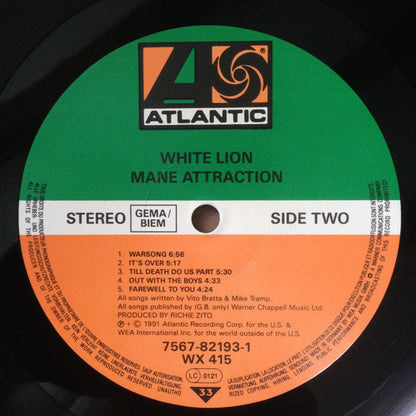 ATLANTIC
®
WHITE LION
MANE ATTRACTION
STEREO
GEMA/
BIEM
SIDE TWO
1. WARSONG 6:56
2. IT'S OVER 5:17
3. TILL DEATH DO US PART 5:30
4. OUT WITH THE BOYS 4:33
5. FAREWELL TO YOU 4:24
All songs written by Vito Bratta & Mike Tramp.
All songs published by (G.B. only) Warner Chappell Music Ltd.
Produced by RICHIE ZITO.
℗ + © 1991 Atlantic Recording Corp. for the U.S. &
WEA International Inc. for the world outside of the U.S.
7567-82193-1
WX 415
LC 0121
33